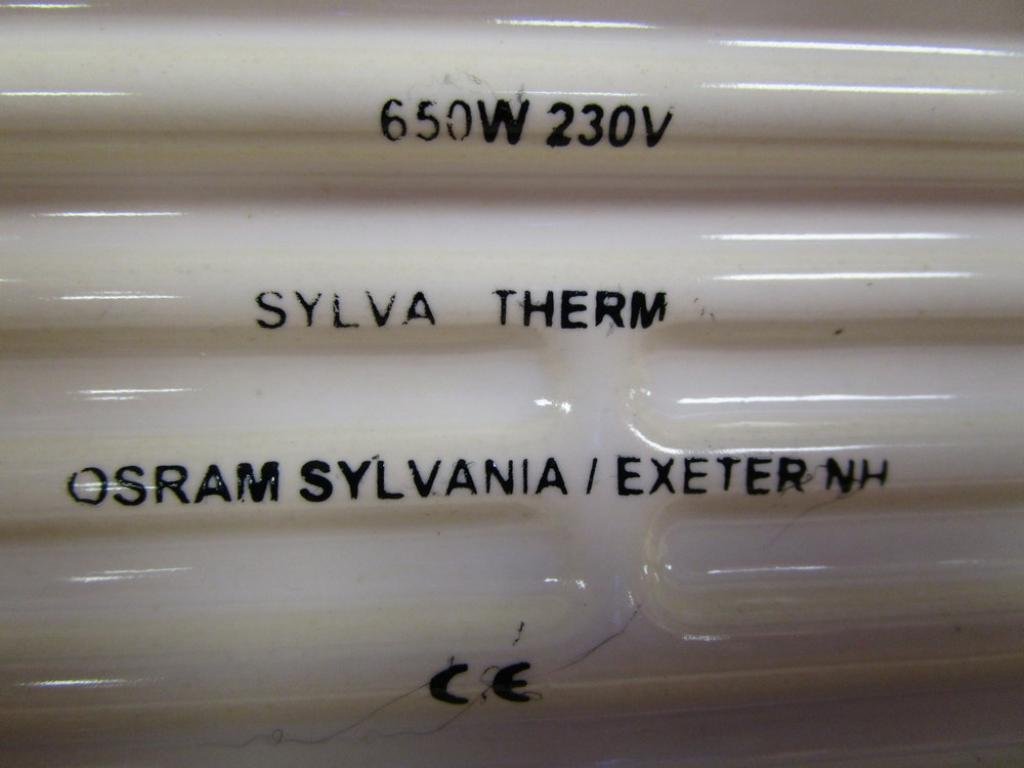 650W 230V
SYLVA THERM
OSRAM SYLVANIA / EXETER NH
CE